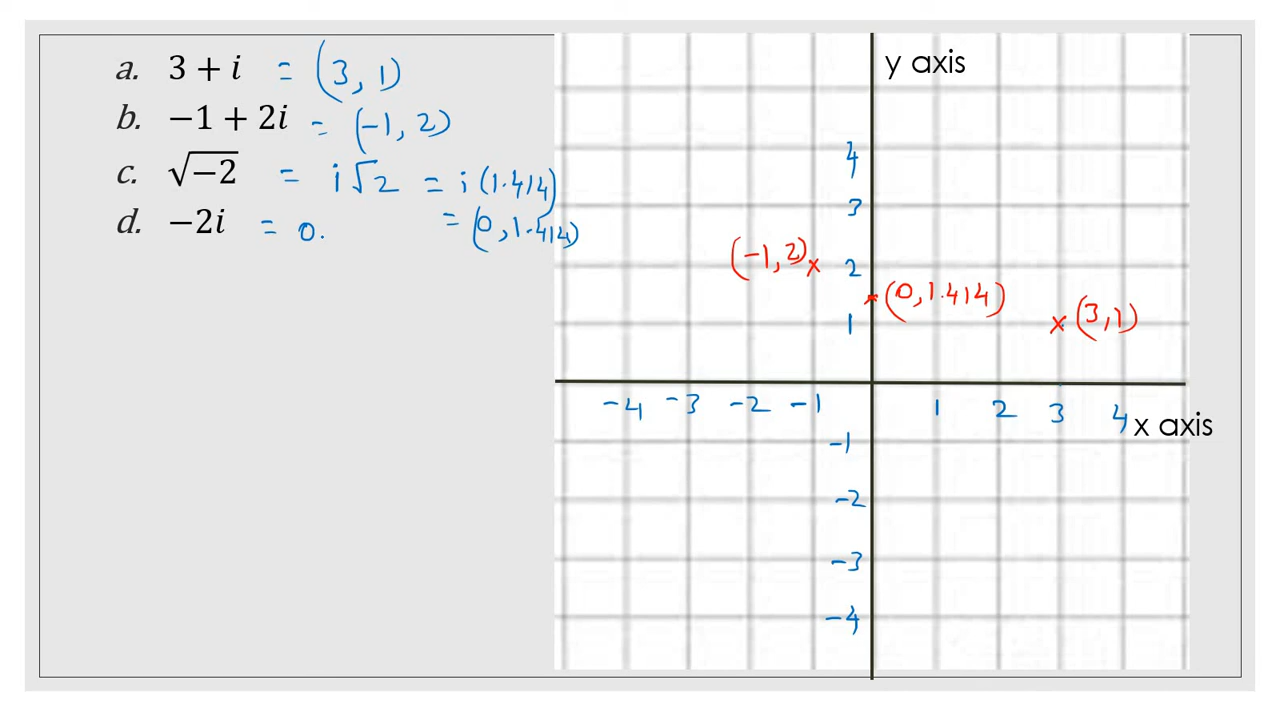 a. 3 + i = (3, 1)
b. −1 + 2i = (-1, 2)
c. √−2 = i√2 = i(1.414)
= (0, 1.414)
d. −2i = 0.
y axis
4
3
2
1
(-1, 2)
(0, 1.414)
(3, 1)
-4 -3 -2 -1 1 2 3 4
x axis
-1
-2
-3
-4